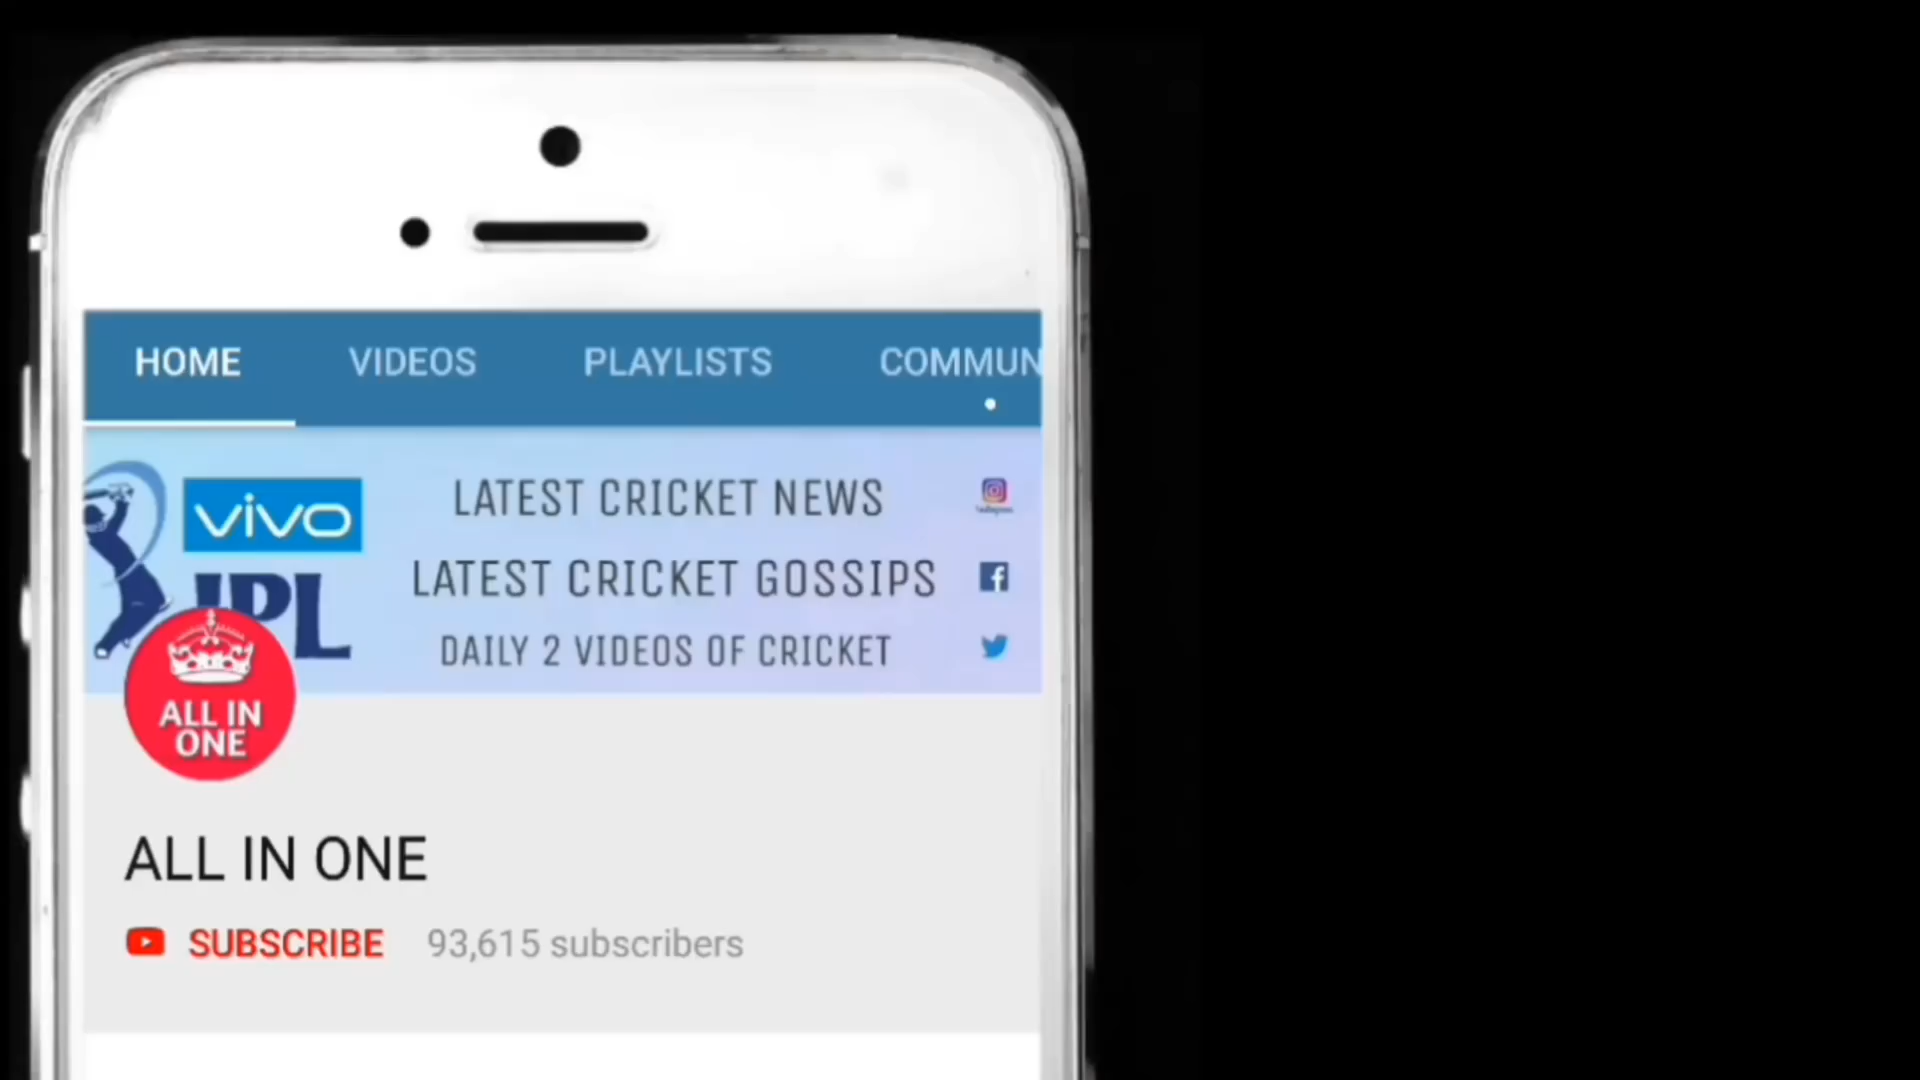 HOME VIDEOS PLAYLISTS COMMUN
vivo
IPL
LATEST CRICKET NEWS
LATEST CRICKET GOSSIPS
DAILY 2 VIDEOS OF CRICKET
ALL IN
ONE
ALL IN ONE
SUBSCRIBE 93,615 subscribers